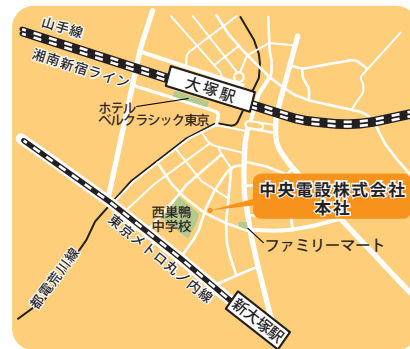 山手線
湘南新宿ライン
大塚駅
ホテル
ベルクラシック東京
中央電設株式会社
本社
西巣鴨
中学校
ファミリーマート
東京メトロ丸ノ内線
都電荒川線
新大塚駅